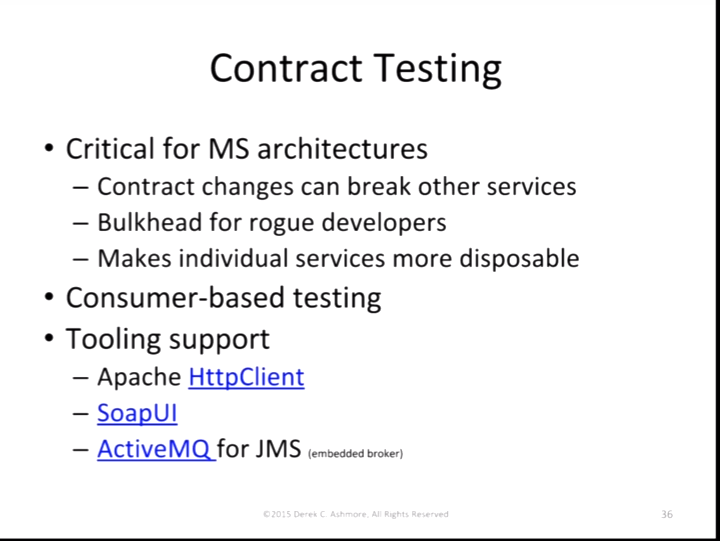 Contract Testing
• Critical for MS architectures
– Contract changes can break other services
– Bulkhead for rogue developers
– Makes individual services more disposable
• Consumer-based testing
• Tooling support
– Apache HttpClient
– SoapUI
– ActiveMQ for JMS (embedded broker)
©2015 Derek C. Ashmore, All Rights Reserved
36